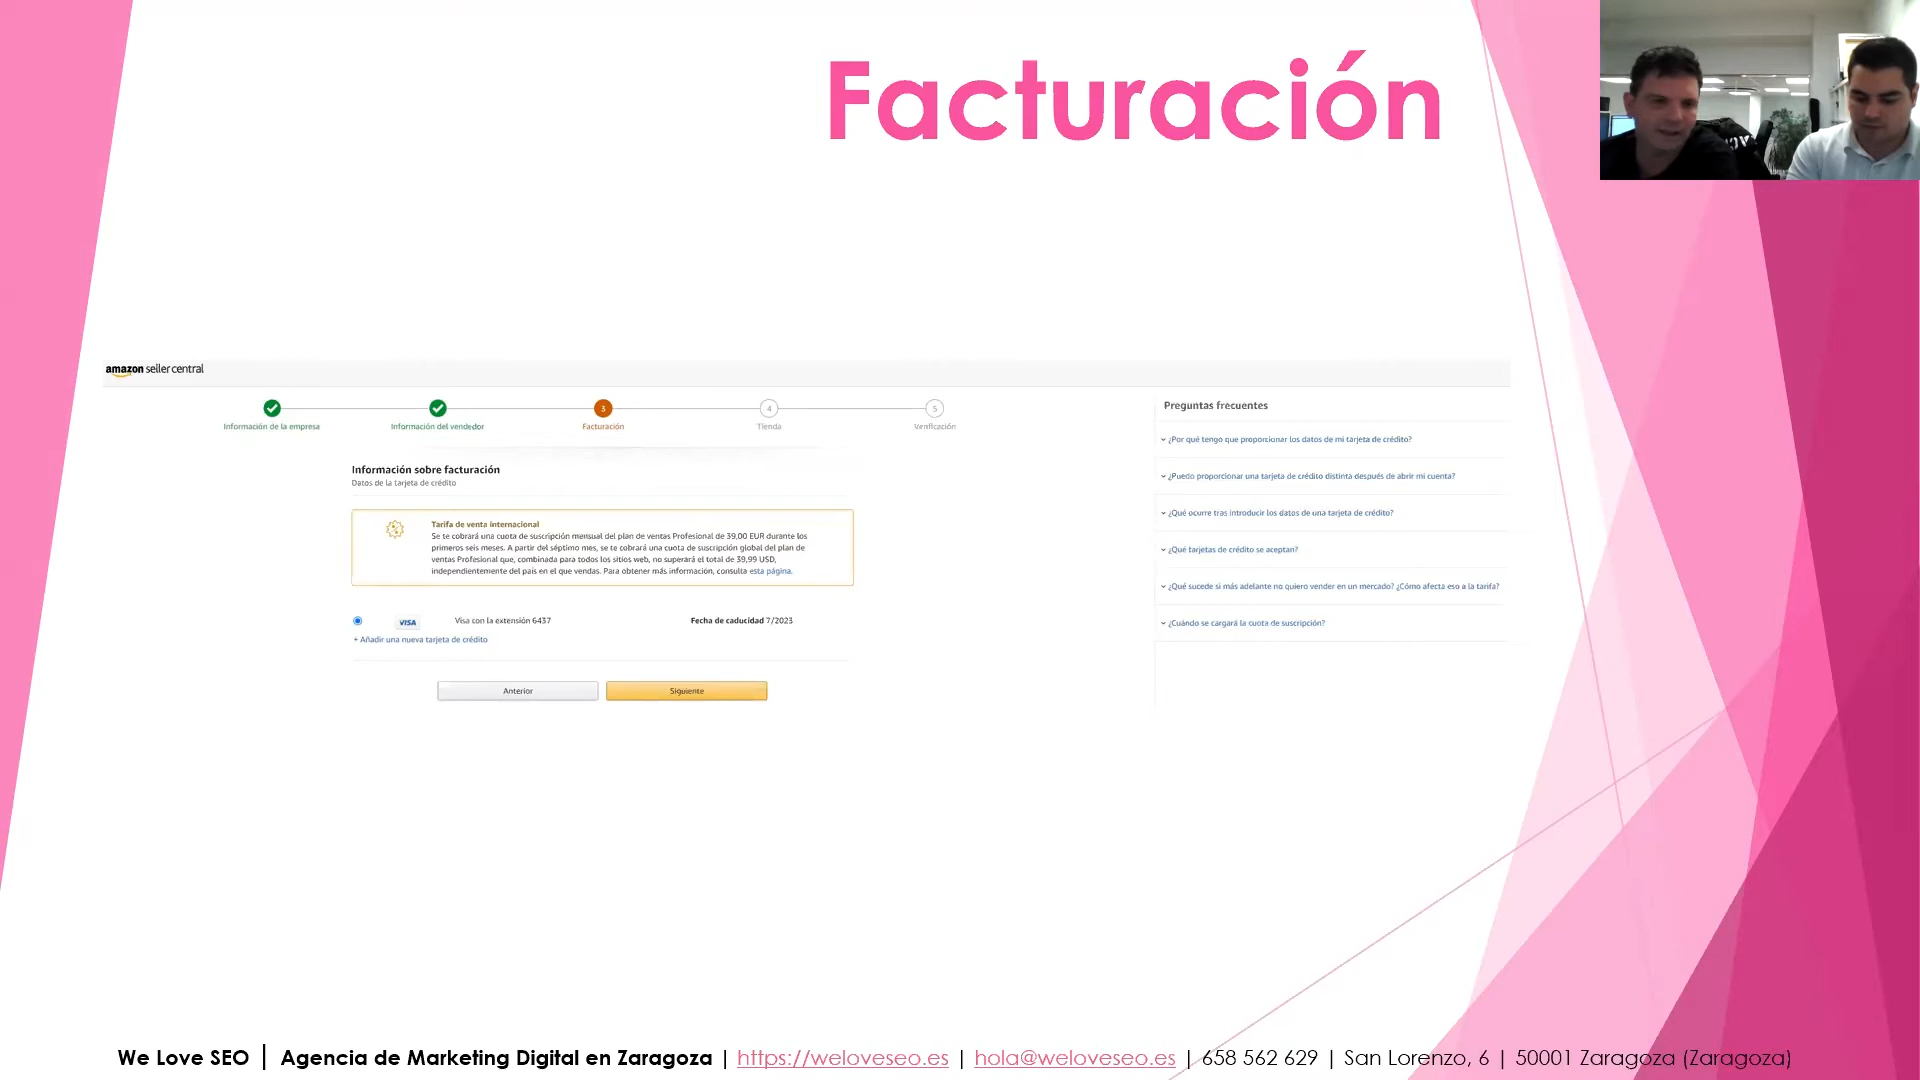 Facturación
amazon seller central
Información de la empresa
Información del vendedor
3
Facturación
4
Tienda
5
Verificación
Información sobre facturación
Datos de la tarjeta de crédito
Tarifa de venta internacional
Se te cobrará una cuota de suscripción mensual del plan de ventas Profesional de 39,00 EUR durante los
primeros seis meses. A partir del séptimo mes, se te cobrará una cuota de suscripción global del plan de
ventas Profesional que, combinada para todos los sitios web, no superará el total de 39,99 USD,
independientemente del país en el que vendas. Para obtener más información, consulta esta página.
VISA
Visa con la extensión 6437
Fecha de caducidad 7/2023
+ Añadir una nueva tarjeta de crédito
Anterior
Siguiente
Preguntas frecuentes
¿Por qué tengo que proporcionar los datos de mi tarjeta de crédito?
¿Puedo proporcionar una tarjeta de crédito distinta después de abrir mi cuenta?
¿Qué ocurre tras introducir los datos de una tarjeta de crédito?
¿Qué tarjetas de crédito se aceptan?
¿Qué sucede si más adelante no quiero vender en un mercado? ¿Cómo afecta eso a la tarifa?
¿Cuándo se cargará la cuota de suscripción?
We Love SEO | Agencia de Marketing Digital en Zaragoza | https://weloveseo.es | hola@weloveseo.es | 658 562 629 | San Lorenzo, 6 | 50001 Zaragoza (Zaragoza)